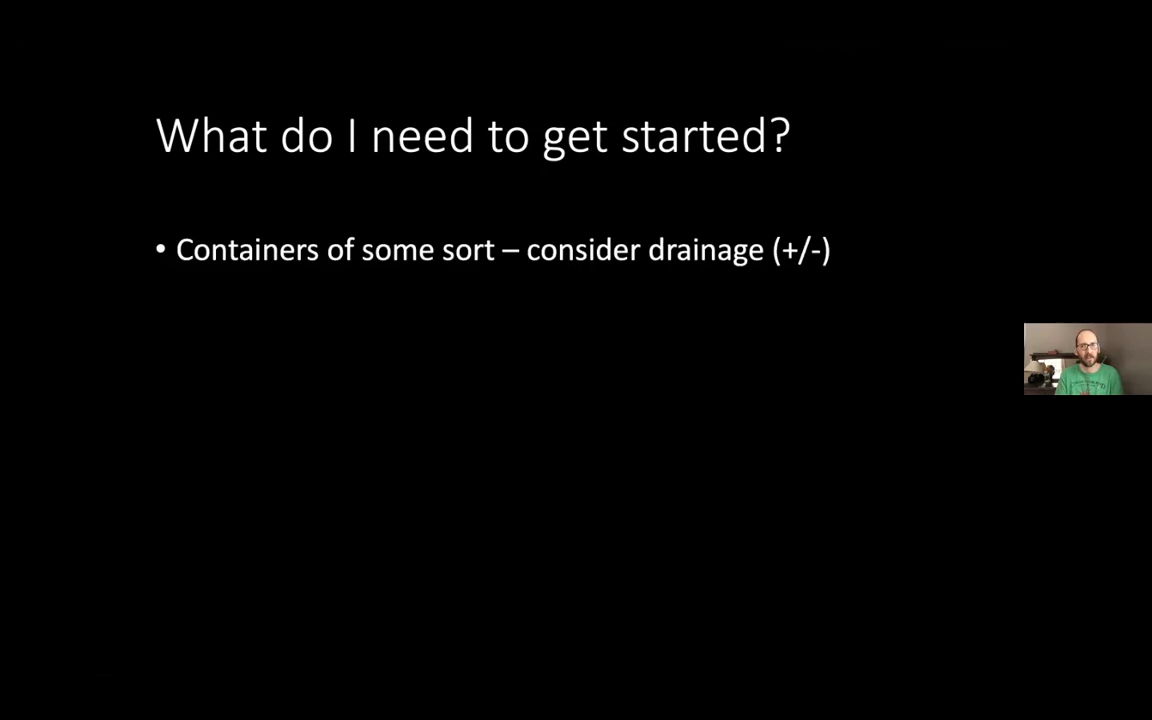 What do I need to get started?
• Containers of some sort – consider drainage (+/-)